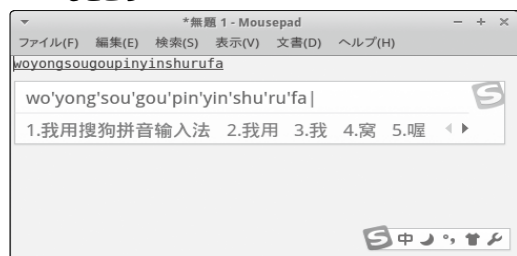 *無題 1 - Mousepad
ファイル(F) 編集(E) 検索(S) 表示(V) 文書(D) ヘルプ(H)
woyongsougoupinyinshurufa
wo'yong'sou'gou'pin'yin'shu'ru'fa
1.我用搜狗拼音输入法 2.我用 3.我 4.窝 5.喔
中